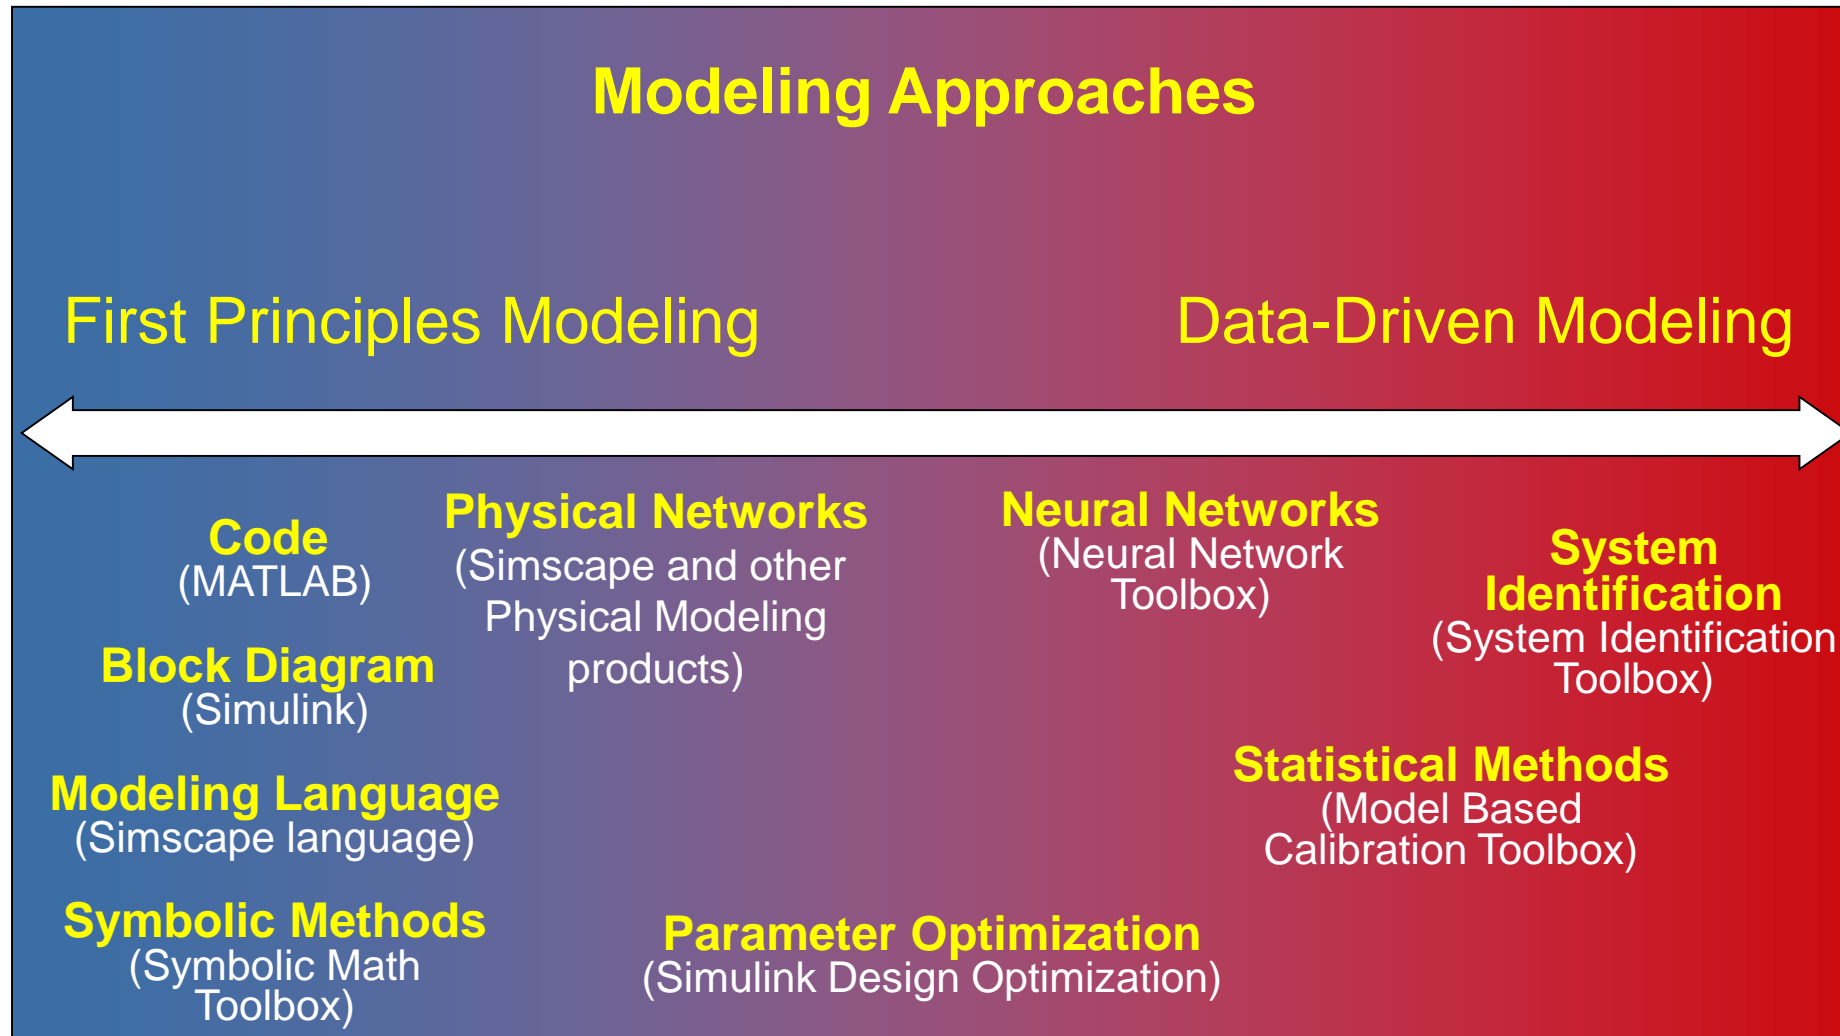 Modeling Approaches
First Principles Modeling
Data-Driven Modeling
Code
(MATLAB)
Physical Networks
(Simscape and other
Physical Modeling
products)
Neural Networks
(Neural Network
Toolbox)
System
Identification
(System Identification
Toolbox)
Block Diagram
(Simulink)
Modeling Language
(Simscape language)
Statistical Methods
(Model Based
Calibration Toolbox)
Symbolic Methods
(Symbolic Math
Toolbox)
Parameter Optimization
(Simulink Design Optimization)